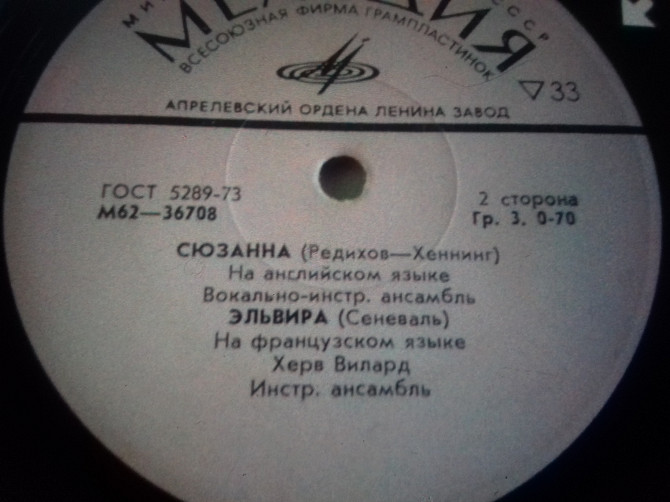 МЕЛОДИЯ
ВСЕСОЮЗНАЯ ФИРМА ГРАМПЛАСТИНОК
АПРЕЛЕВСКИЙ ОРДЕНА ЛЕНИНА ЗАВОД
33
ГОСТ 5289-73
М62—36708
2 сторона
Гр. 3. 0-70
СЮЗАННА (Редихов—Хеннинг)
На английском языке
Вокально-инстр. ансамбль
ЭЛЬВИРА (Сеневаль)
На французском языке
Херв Вилард
Инстр. ансамбль